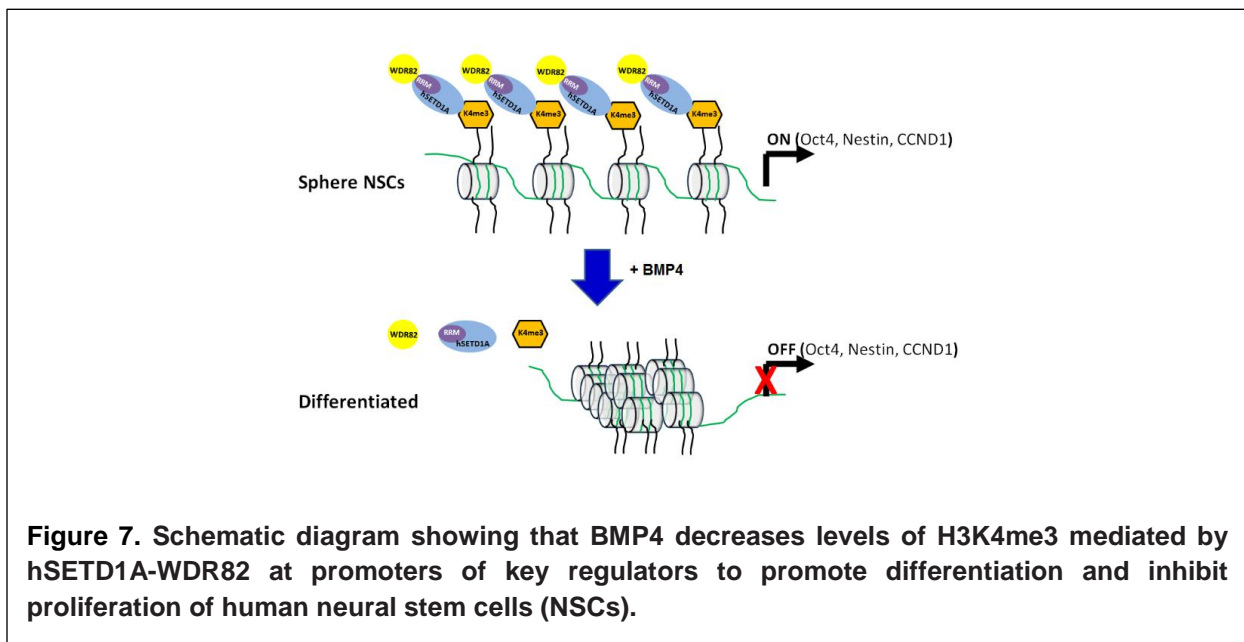 WDR82 WDR82 WDR82 WDR82
RRM RRM RRM RRM
hSETD1A hSETD1A hSETD1A hSETD1A
K4me3 K4me3 K4me3 K4me3
ON (Oct4, Nestin, CCND1)
Sphere NSCs
+ BMP4
WDR82 RRM hSETD1A K4me3
OFF (Oct4, Nestin, CCND1)
X
Differentiated
Figure 7. Schematic diagram showing that BMP4 decreases levels of H3K4me3 mediated by
hSETD1A-WDR82 at promoters of key regulators to promote differentiation and inhibit
proliferation of human neural stem cells (NSCs).